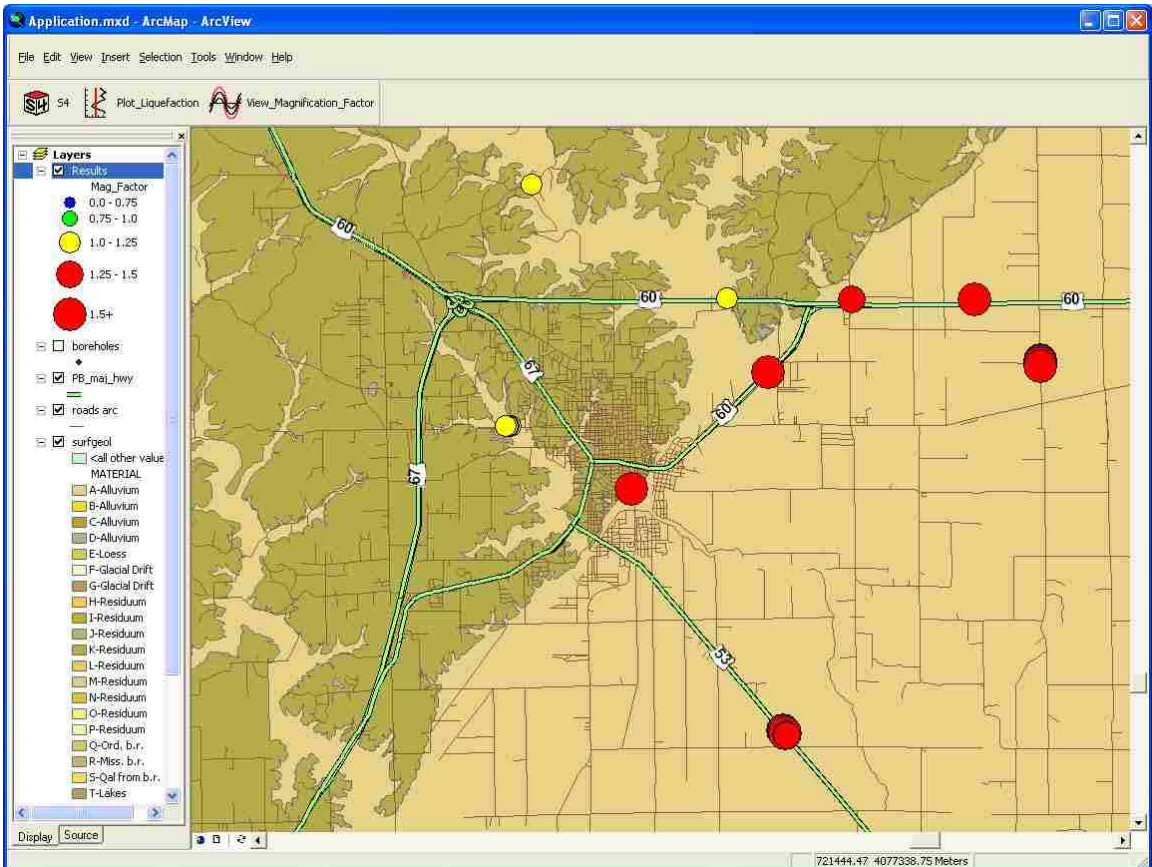 Application.mxd - ArcMap - ArcView
File Edit View Insert Selection Tools Window Help
S4 Plot_Liquefaction View_Magnification_Factor
Layers
Results
Mag_Factor
0.0 - 0.75
0.75 - 1.0
1.0 - 1.25
1.25 - 1.5
1.5+
boreholes
PB_maj_hwy
roads arc
surfgeol
<all other value
MATERIAL
A-Alluvium
B-Alluvium
C-Alluvium
D-Alluvium
E-Loess
F-Glacial Drift
G-Glacial Drift
H-Residuum
I-Residuum
J-Residuum
K-Residuum
L-Residuum
M-Residuum
N-Residuum
O-Residuum
P-Residuum
Q-Ord. b.r.
R-Miss. b.r.
S-Qal from b.r.
T-Lakes
Display Source
60
60
60
67
60
67
53
721444.47 4077338.75 Meters